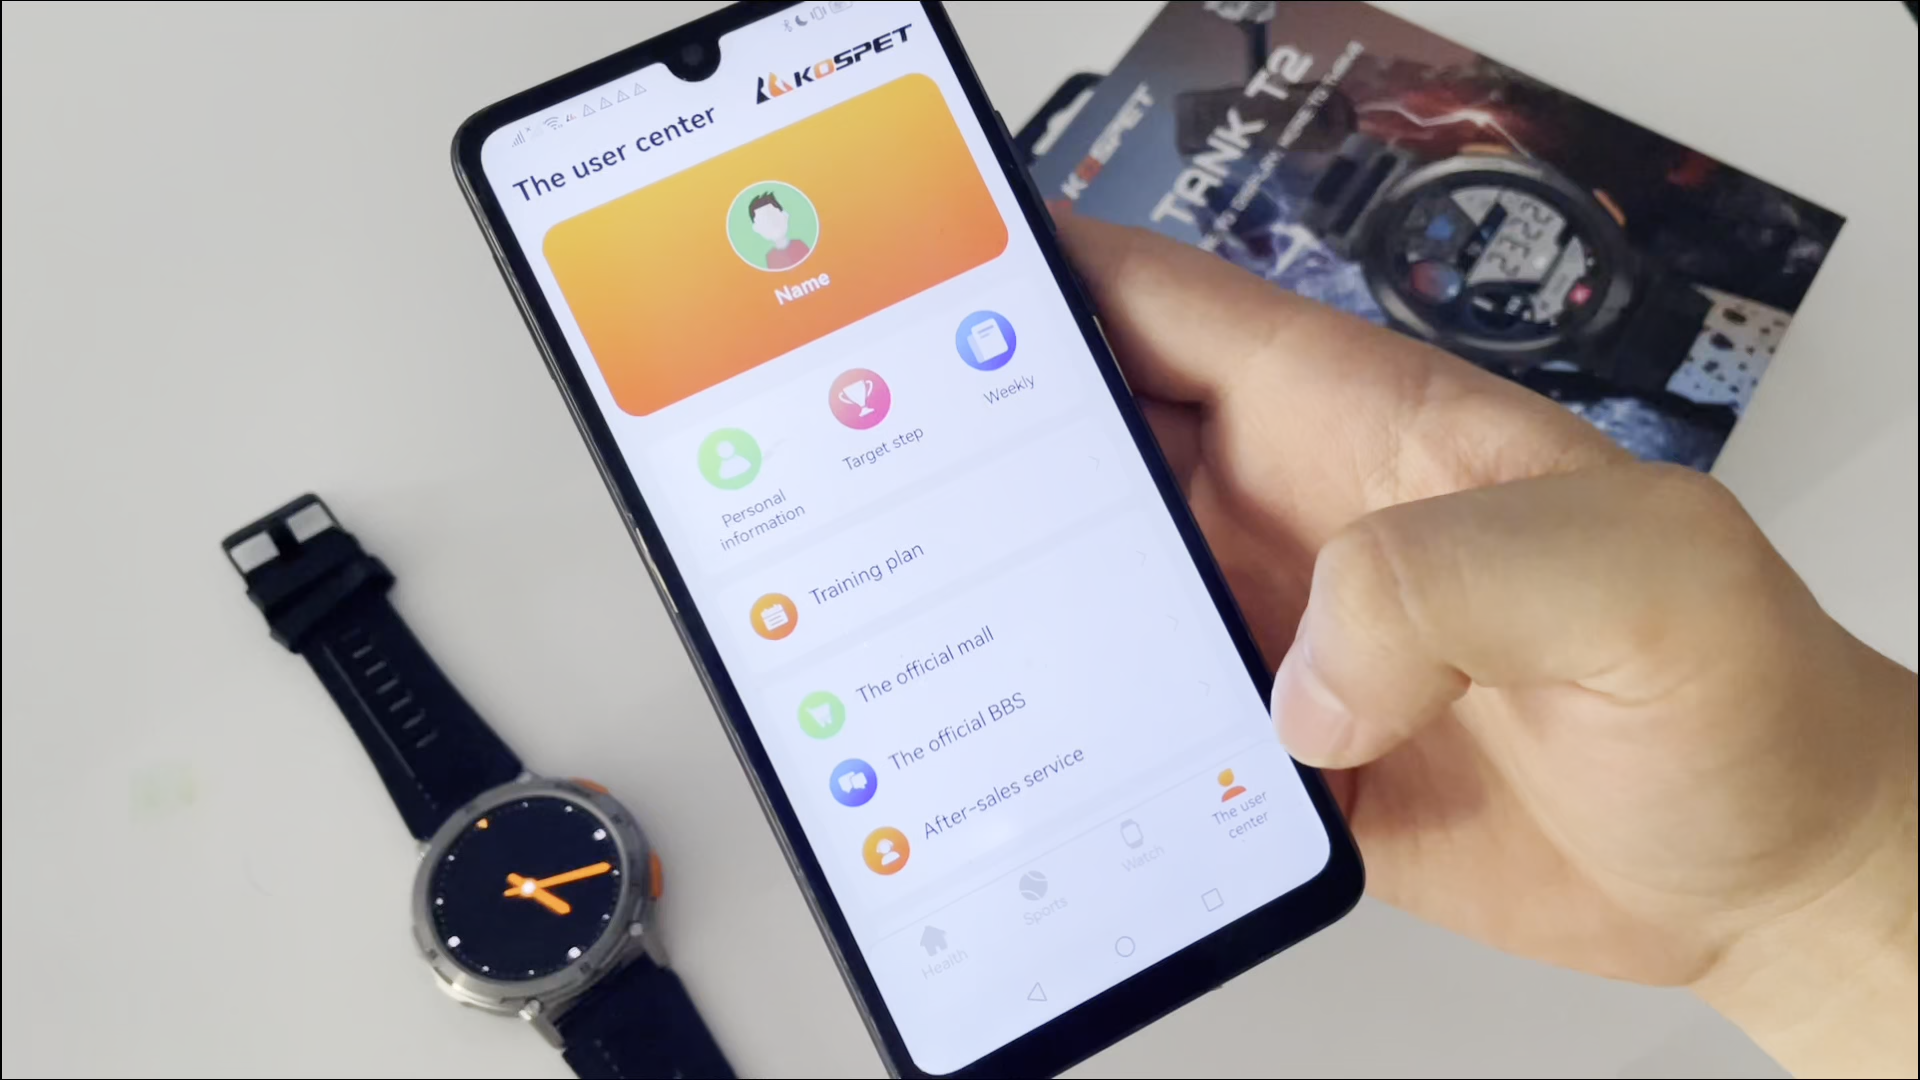 The user center
KOSPET
Name
Personal
information
Target step
Weekly
Training plan
The official mall
The official BBS
After-sales service
Health
Sports
Watch
The user
center
KOSPET
TANK T2